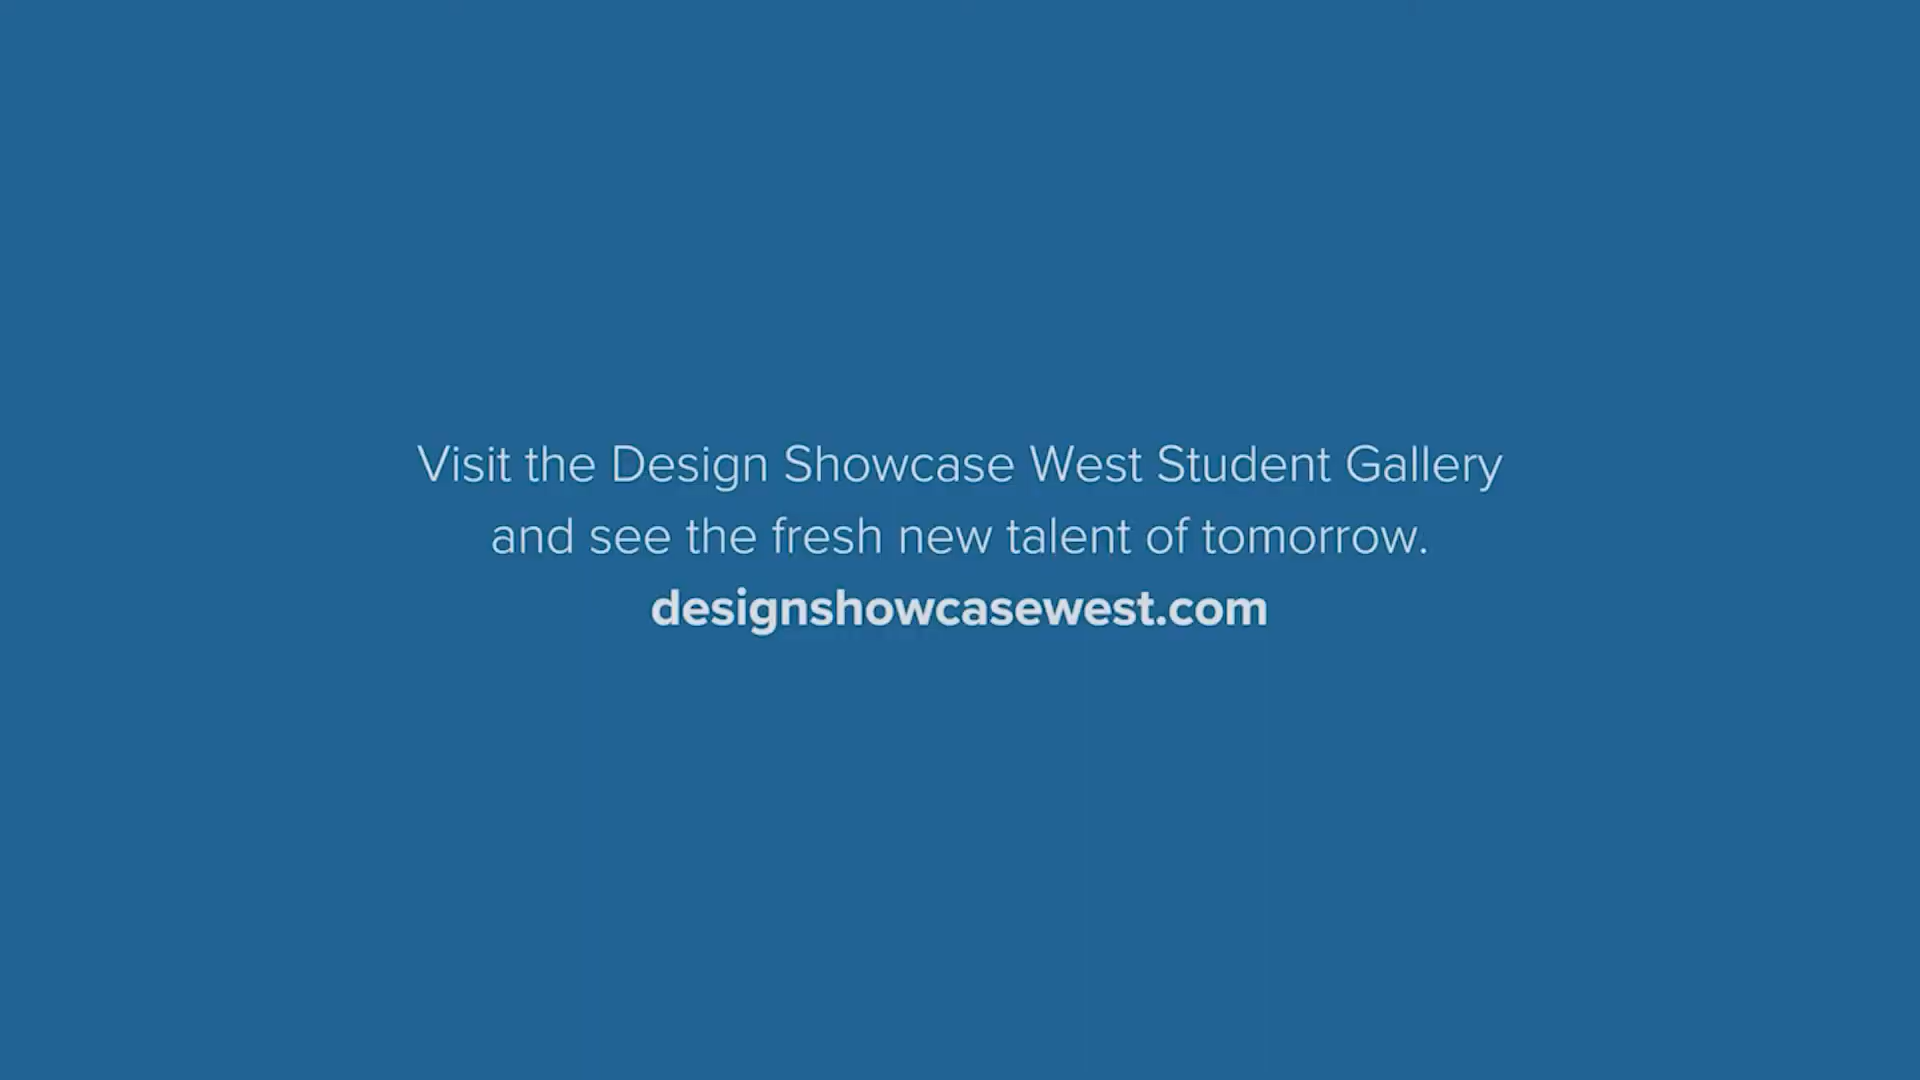 Visit the Design Showcase West Student Gallery
and see the fresh new talent of tomorrow.
designshowcasewest.com